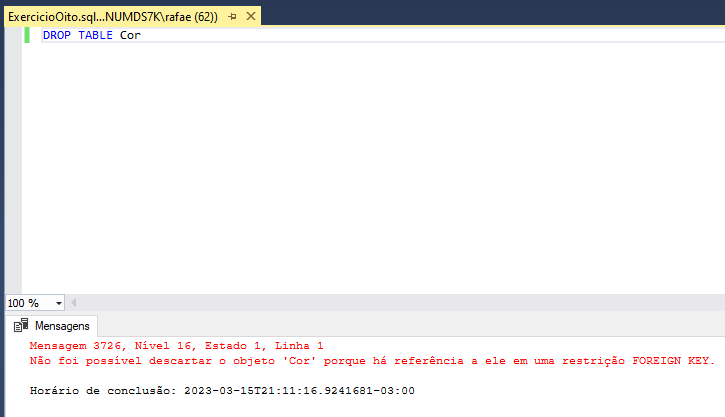 ExercicioOito.sql...NUMDS7K\rafae (62))
DROP TABLE Cor
100 %
Mensagens
Mensagem 3726, Nível 16, Estado 1, Linha 1
Não foi possível descartar o objeto 'Cor' porque há referência a ele em uma restrição FOREIGN KEY.
Horário de conclusão: 2023-03-15T21:11:16.9241681-03:00